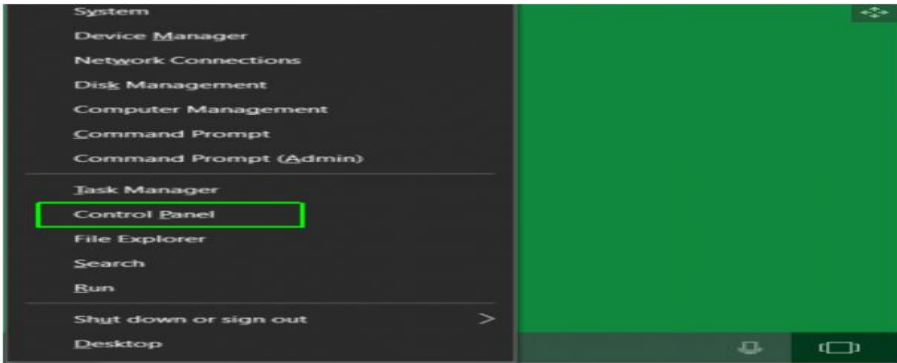 System
Device Manager
Network Connections
Disk Management
Computer Management
Command Prompt
Command Prompt (Admin)
Task Manager
Control Panel
File Explorer
Search
Run
Shut down or sign out >
Desktop